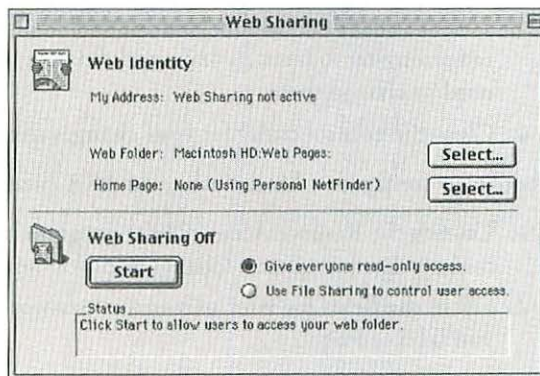 Web Sharing
Web Identity
My Address: Web Sharing not active
Web Folder: Macintosh HD:Web Pages:
Select...
Home Page: None (Using Personal NetFinder)
Select...
Web Sharing Off
Start
Give everyone read-only access.
Use File Sharing to control user access.
Status
Click Start to allow users to access your web folder.